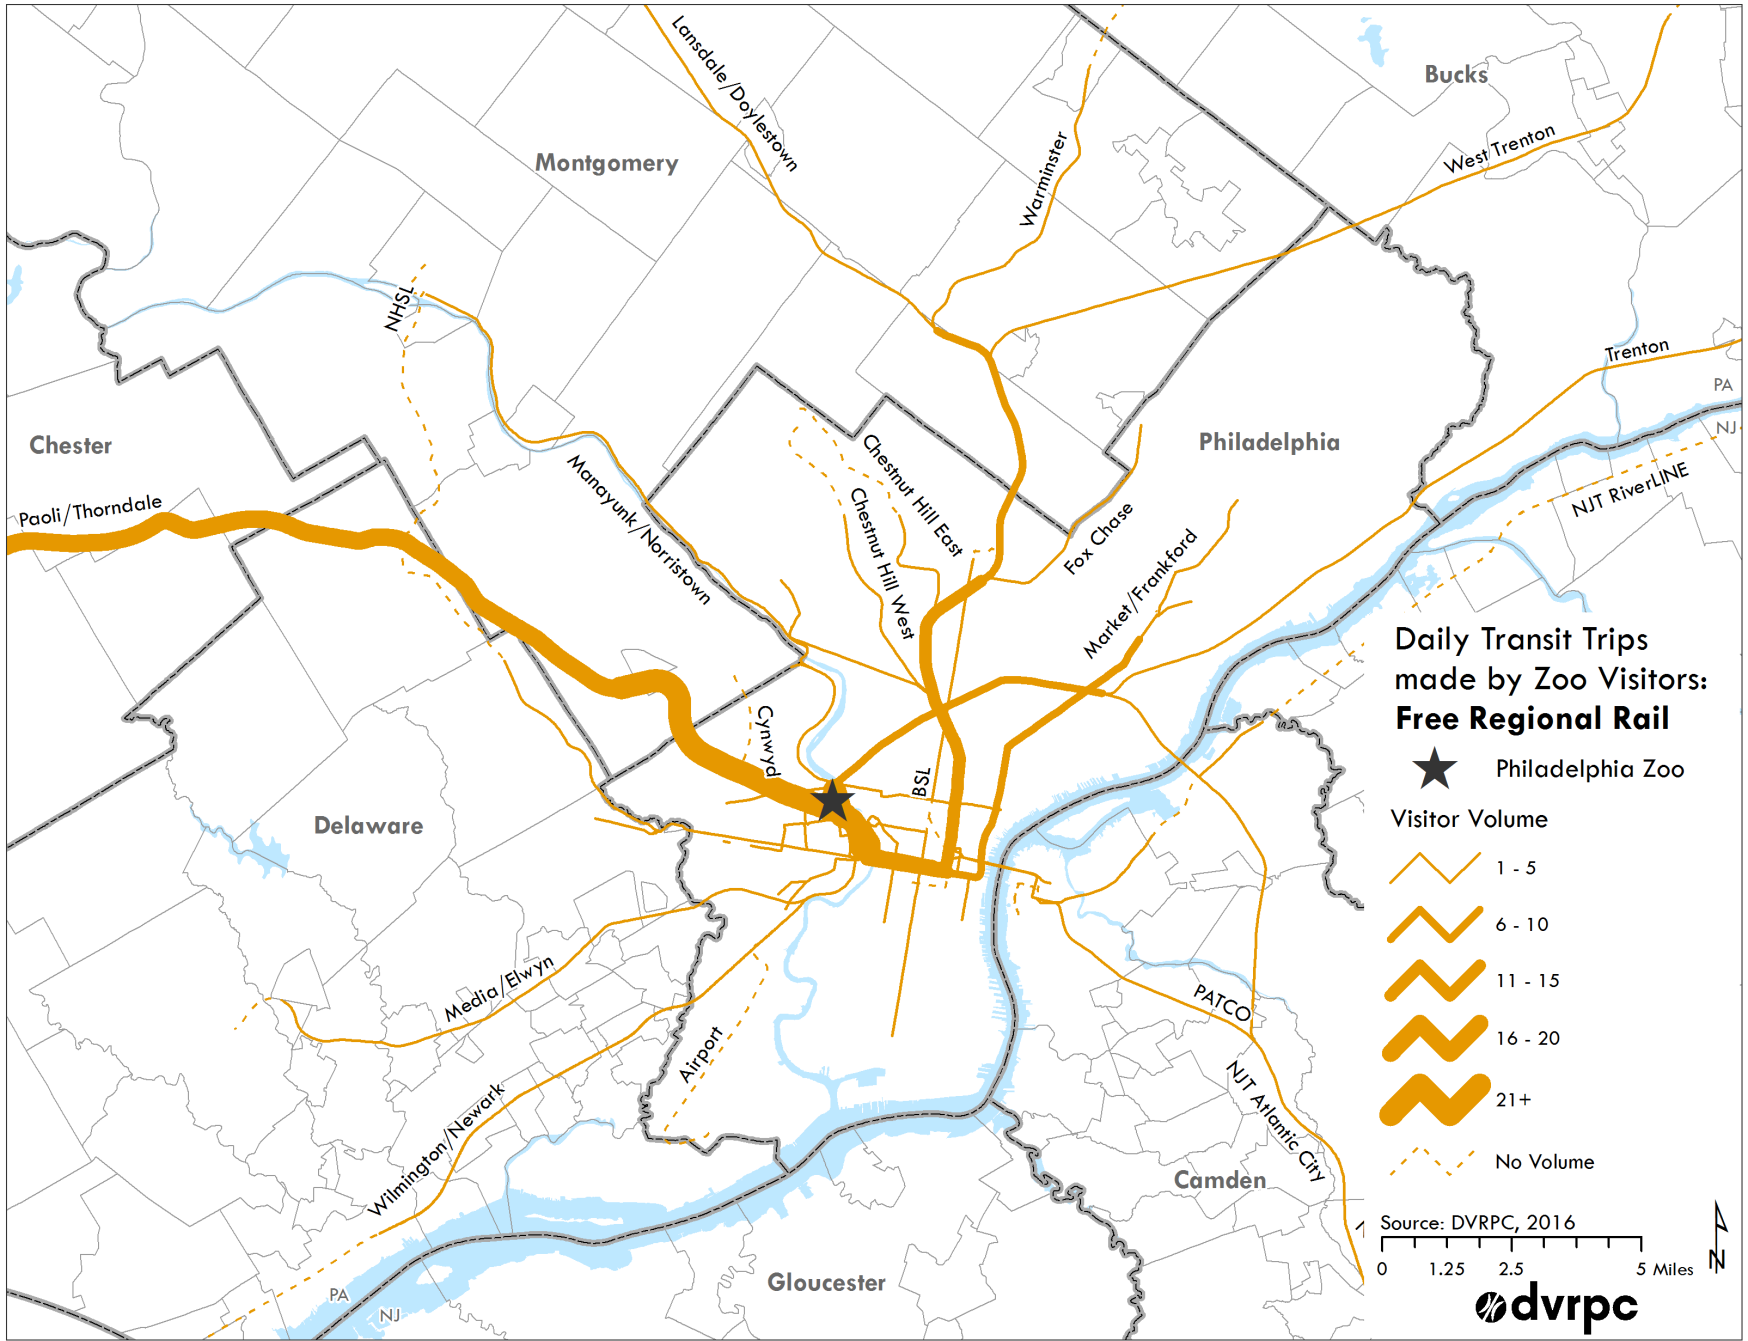 Lansdale/Doylestown
Bucks
Montgomery
Warminster
West Trenton
NHSL
Trenton
PA
NJ
Chester
Philadelphia
Paoli/Thorndale
Manayunk/Norristown
Chestnut Hill East
Chestnut Hill West
Fox Chase
Market/Frankford
NJT RiverLINE
Cynwyd
BSL
Delaware
Media/Elwyn
Airport
Wilmington/Newark
PATCO
NJT Atlantic City
Camden
Gloucester
PA
NJ
Daily Transit Trips
made by Zoo Visitors:
Free Regional Rail
Philadelphia Zoo
Visitor Volume
1 - 5
6 - 10
11 - 15
16 - 20
21+
No Volume
Source: DVRPC, 2016
0 1.25 2.5 5 Miles
N
dvrpc